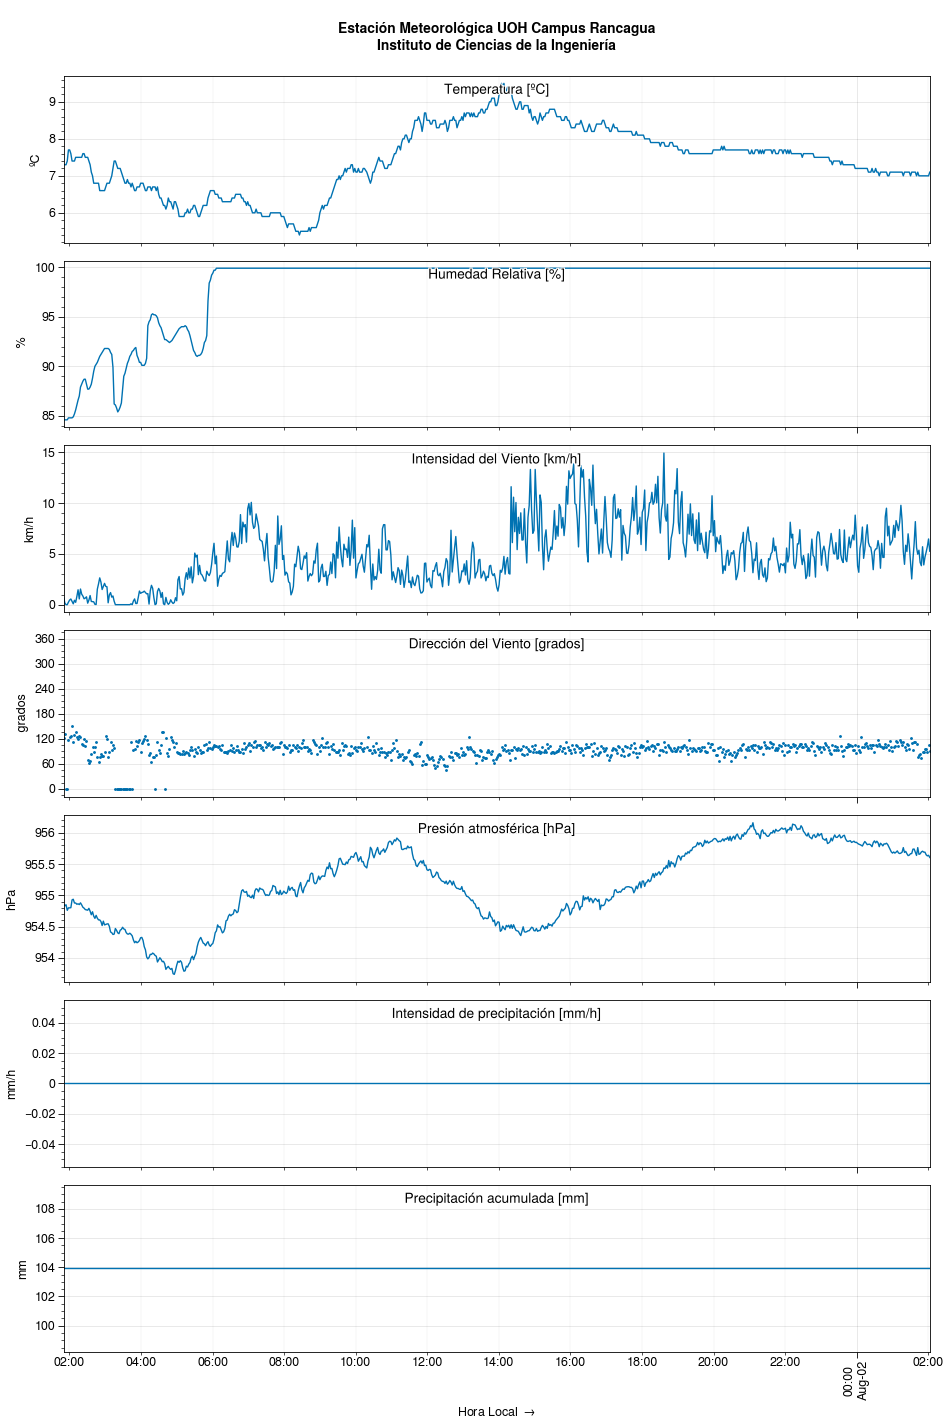 Estación Meteorológica UOH Campus Rancagua
Instituto de Ciencias de la Ingeniería
Temperatura [ºC]
9
8
7
6
ºC
Humedad Relativa [%]
100
95
90
85
%
Intensidad del Viento [km/h]
15
10
5
0
km/h
Dirección del Viento [grados]
360
300
240
180
120
60
0
grados
Presión atmosférica [hPa]
956
955.5
955
954.5
954
hPa
Intensidad de precipitación [mm/h]
0.04
0.02
0
−0.02
−0.04
mm/h
Precipitación acumulada [mm]
108
106
104
102
100
mm
02:00 04:00 06:00 08:00 10:00 12:00 14:00 16:00 18:00 20:00 22:00 00:00 02:00
Aug-02
Hora Local →